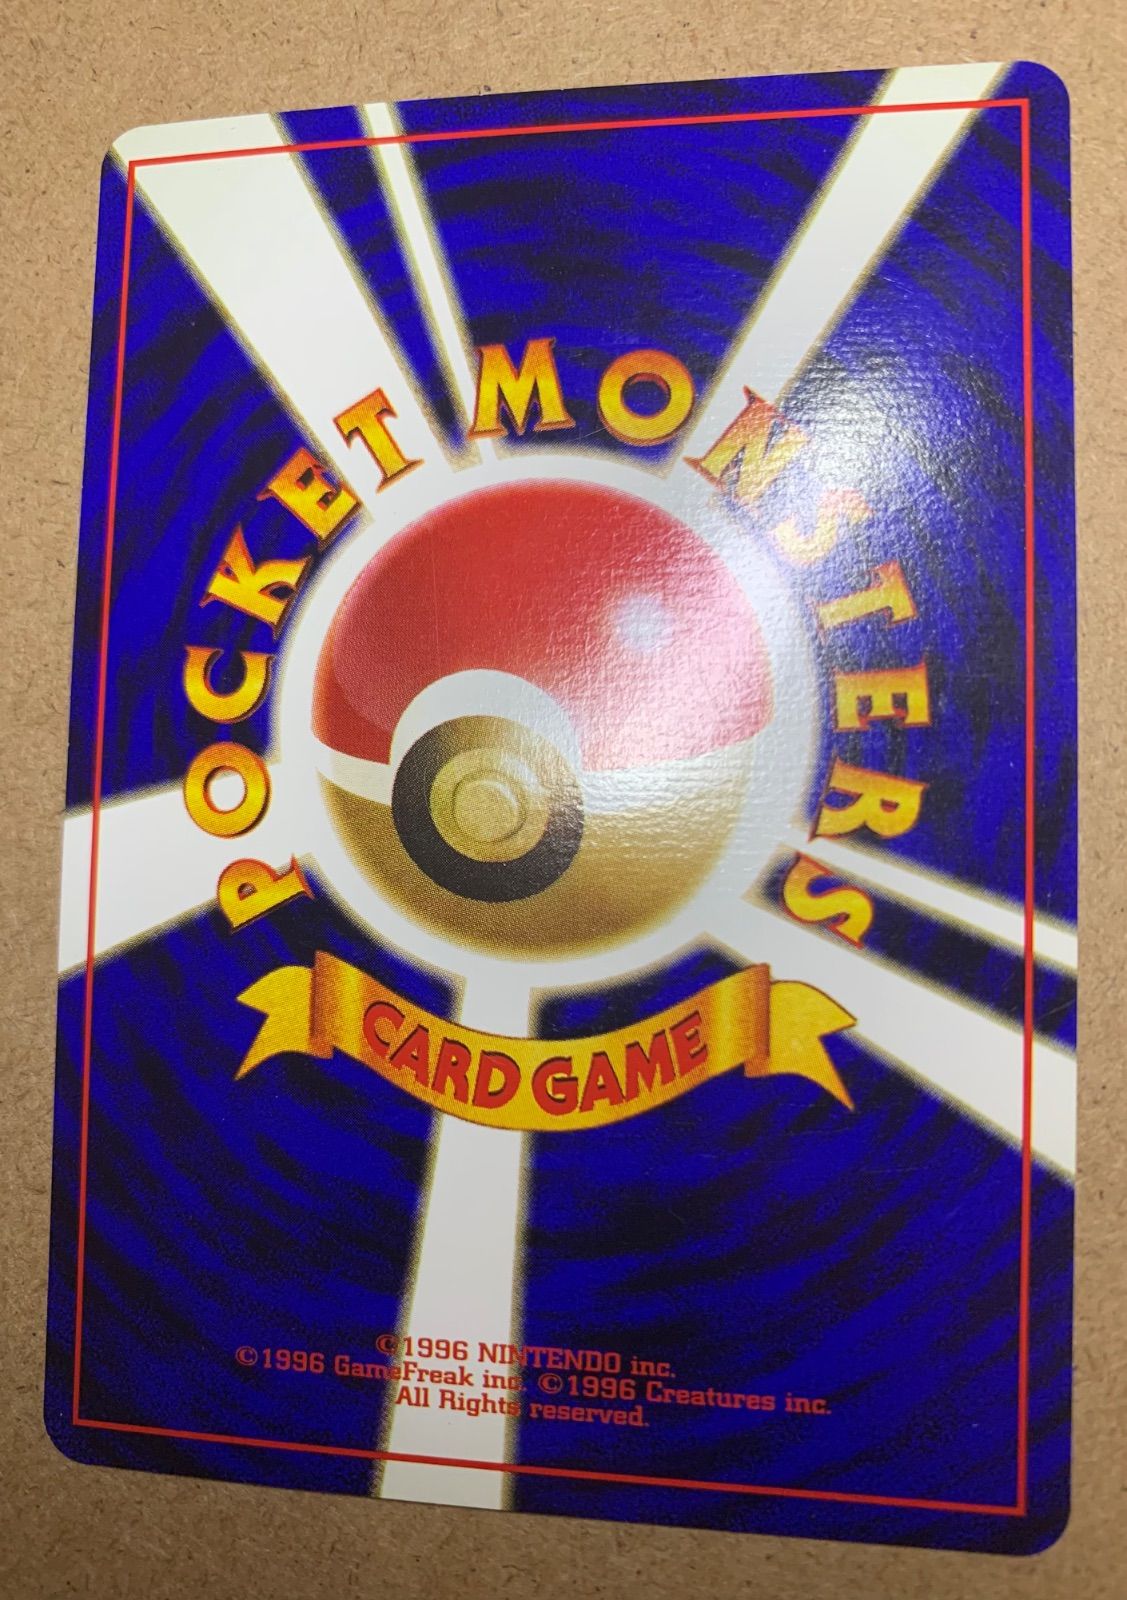 POCKET MONSTERS
CARD GAME
©1996 NINTENDO inc.
©1996 GameFreak inc. ©1996 Creatures inc.
All Rights reserved.